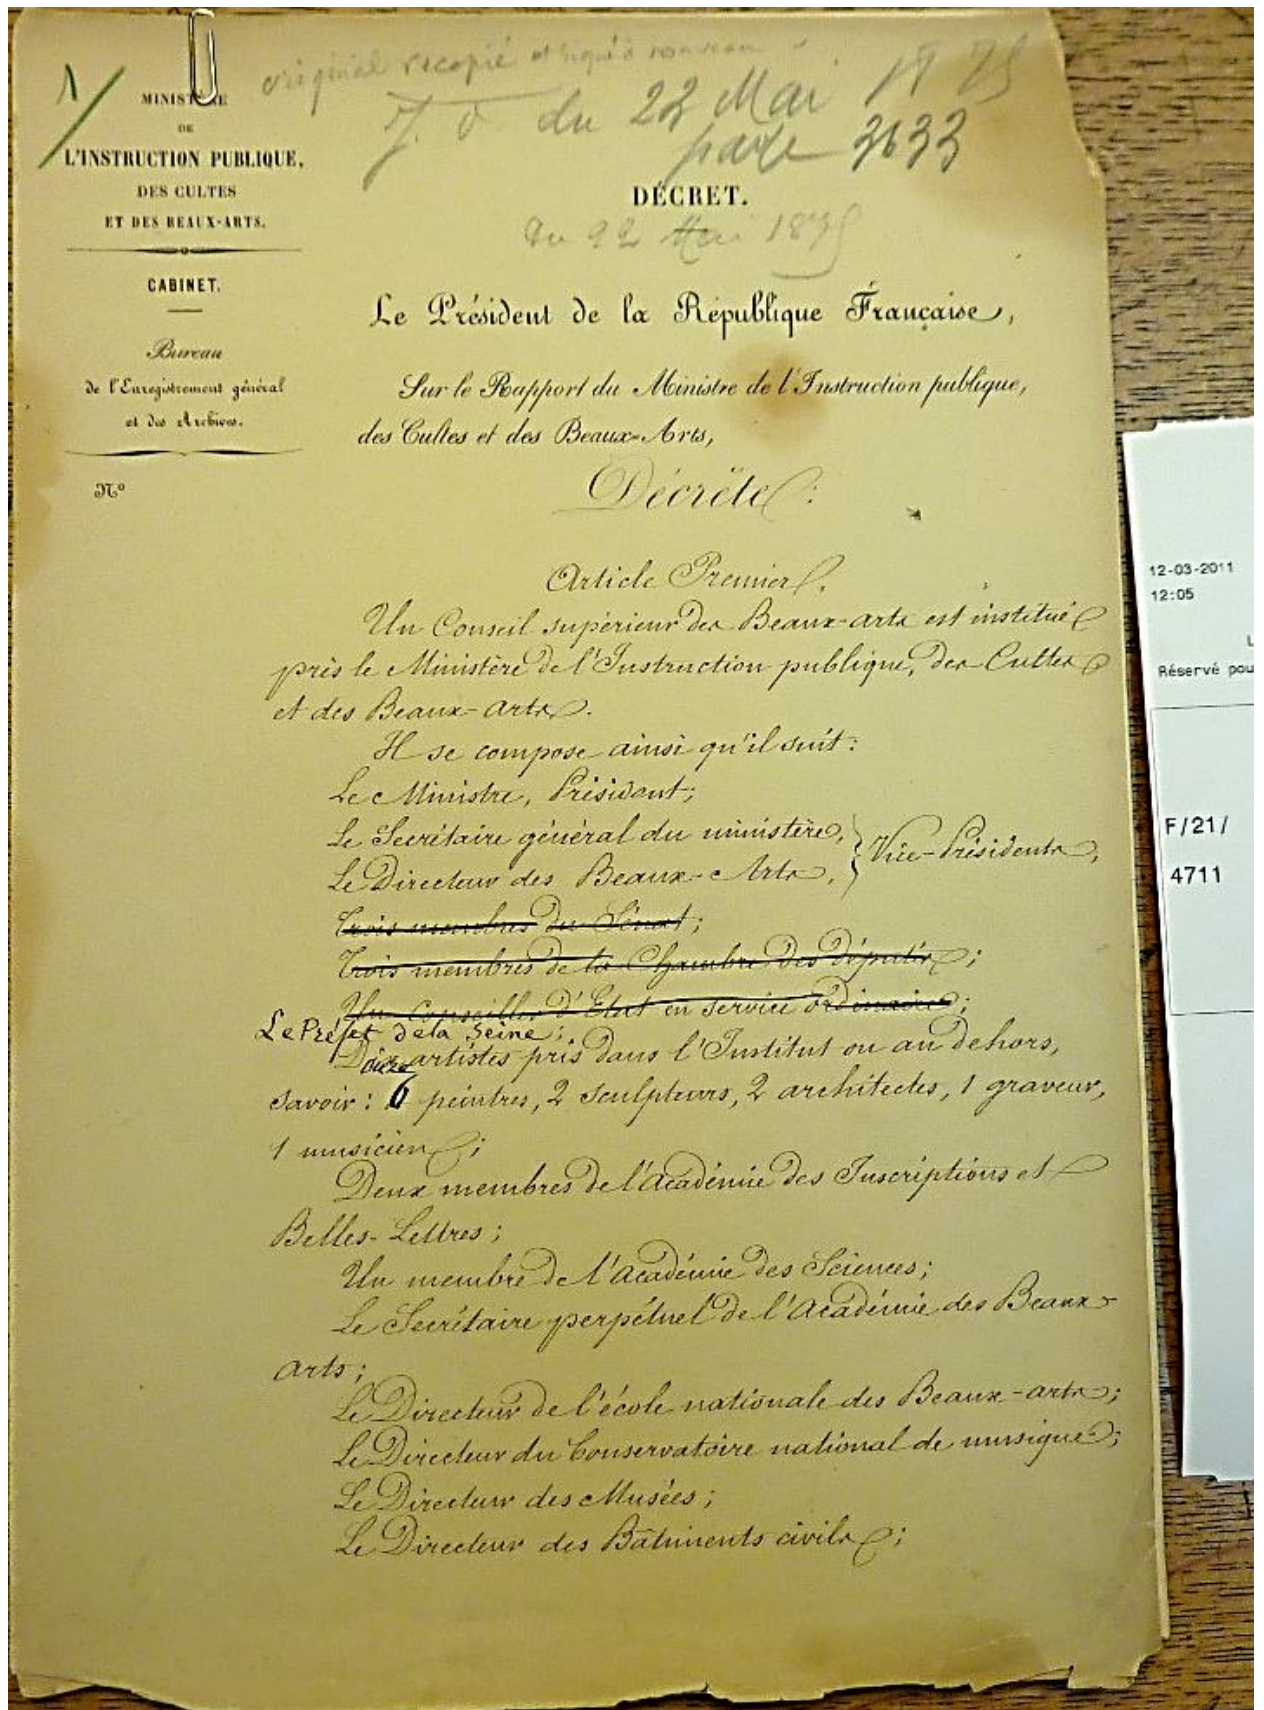 1/
original recopié et signé à nouveau
J. O. du 22 Mai 1875
page 3633
MINISTÈRE
DE
L'INSTRUCTION PUBLIQUE,
DES CULTES
ET DES BEAUX-ARTS.
CABINET.
Bureau
de l'Enregistrement général
et des Archives.
N°
DÉCRET.
Du 22 Mai 1875
Le Président de la République Française,
Sur le Rapport du Ministre de l'Instruction publique,
des Cultes et des Beaux-Arts,
Décrète :
Article Premier.
Un Conseil supérieur des Beaux-arts est institué
près le Ministère de l'Instruction publique, des Cultes
et des Beaux-arts.
Il se compose ainsi qu'il suit :
Le Ministre, Président ;
Le Secrétaire général du ministère,
Le Directeur des Beaux-Arts,
} Vice-Présidents,
Trois membres du Sénat ;
Trois membres de la Chambre des députés ;
Un Conseiller d'Etat en service ordinaire ;
Le Préfet de la Seine ;
Douze artistes pris dans l'Institut ou au dehors,
savoir : 6 peintres, 2 sculpteurs, 2 architectes, 1 graveur,
1 musicien ;
Deux membres de l'académie des Inscriptions et
Belles-Lettres ;
Un membre de l'académie des Sciences ;
Le Secrétaire perpétuel de l'académie des Beaux-
arts ;
Le Directeur de l'école nationale des Beaux-arts ;
Le Directeur du Conservatoire national de musique ;
Le Directeur des Musées ;
Le Directeur des Bâtiments civils ;
12-03-2011
12:05
L
Réservé pou
F/21/
4711